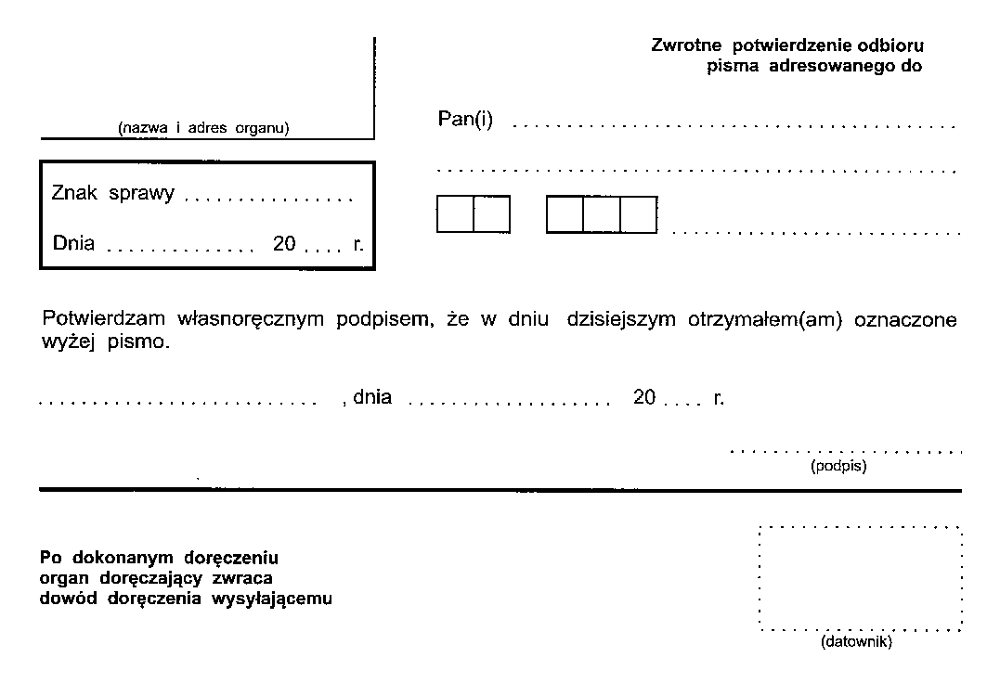 (nazwa i adres organu)
Zwrotne potwierdzenie odbioru
pisma adresowanego do
Pan(i) ........................................
................................................
Znak sprawy ................
Dnia .............. 20 .... r.
...........................
Potwierdzam własnoręcznym podpisem, że w dniu dzisiejszym otrzymałem(am) oznaczone
wyżej pismo.
.......................... , dnia ................... 20 .... r.
......................
(podpis)
Po dokonanym doręczeniu
organ doręczający zwraca
dowód doręczenia wysyłającemu
(datownik)